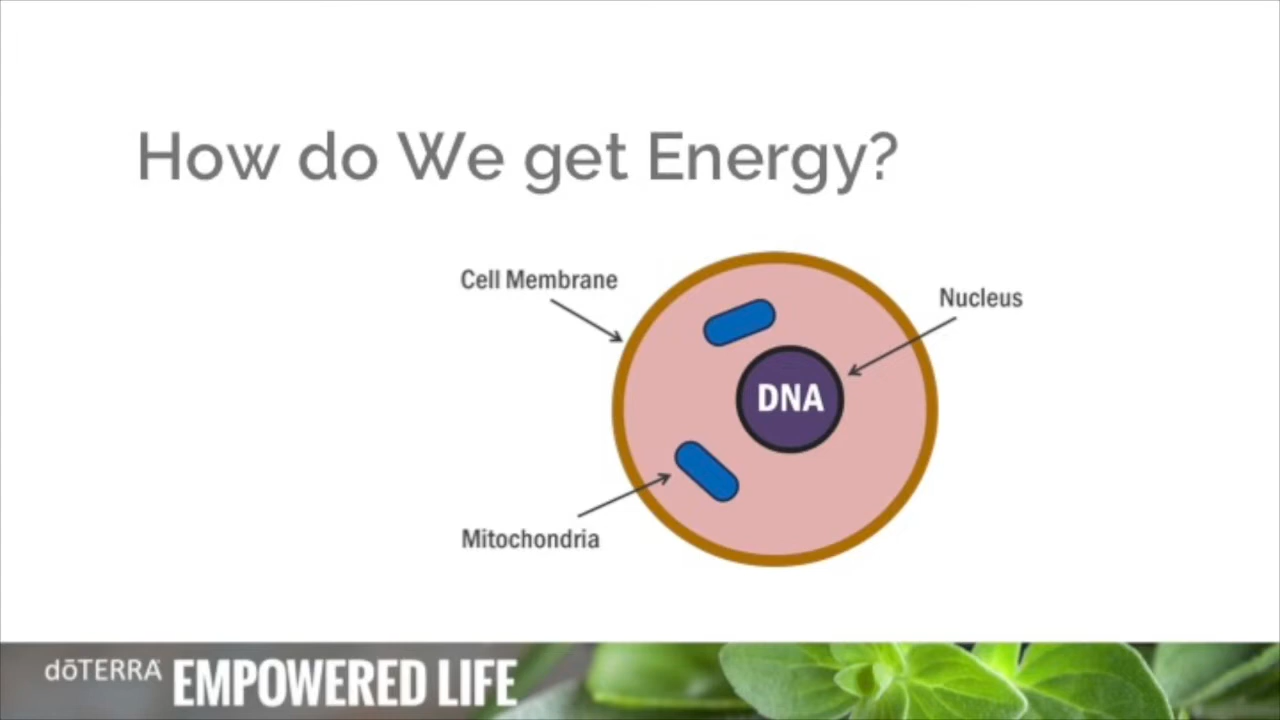 How do We get Energy?
Cell Membrane
Nucleus
DNA
Mitochondria
dōTERRA EMPOWERED LIFE